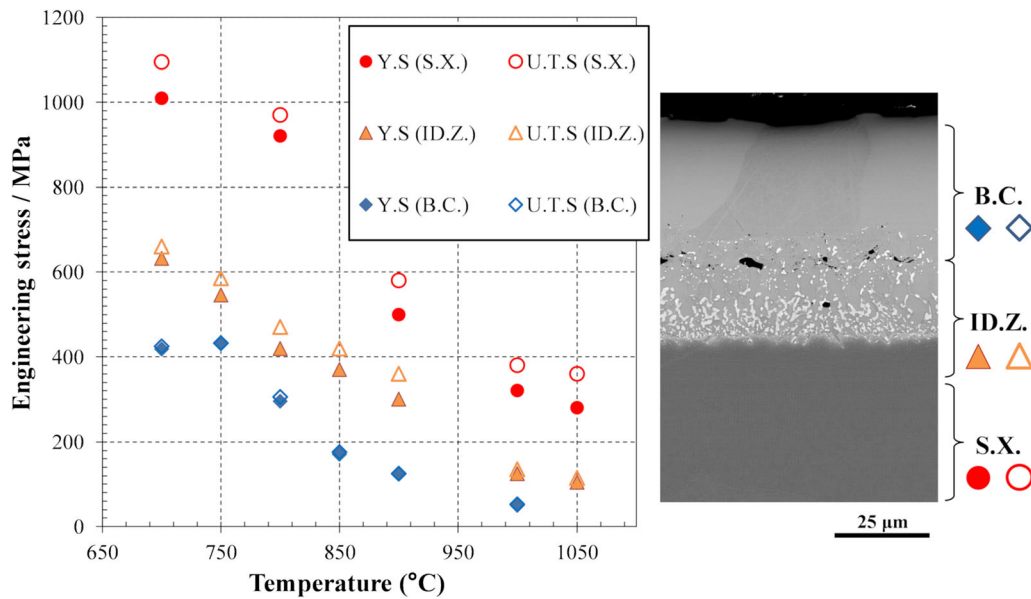 1200
1000
800
600
400
200
0
650
750
850
950
1050
Engineering stress / MPa
Temperature (°C)
Y.S (S.X.)
U.T.S (S.X.)
Y.S (ID.Z.)
U.T.S (ID.Z.)
Y.S (B.C.)
U.T.S (B.C.)
B.C.
ID.Z.
S.X.
25 µm